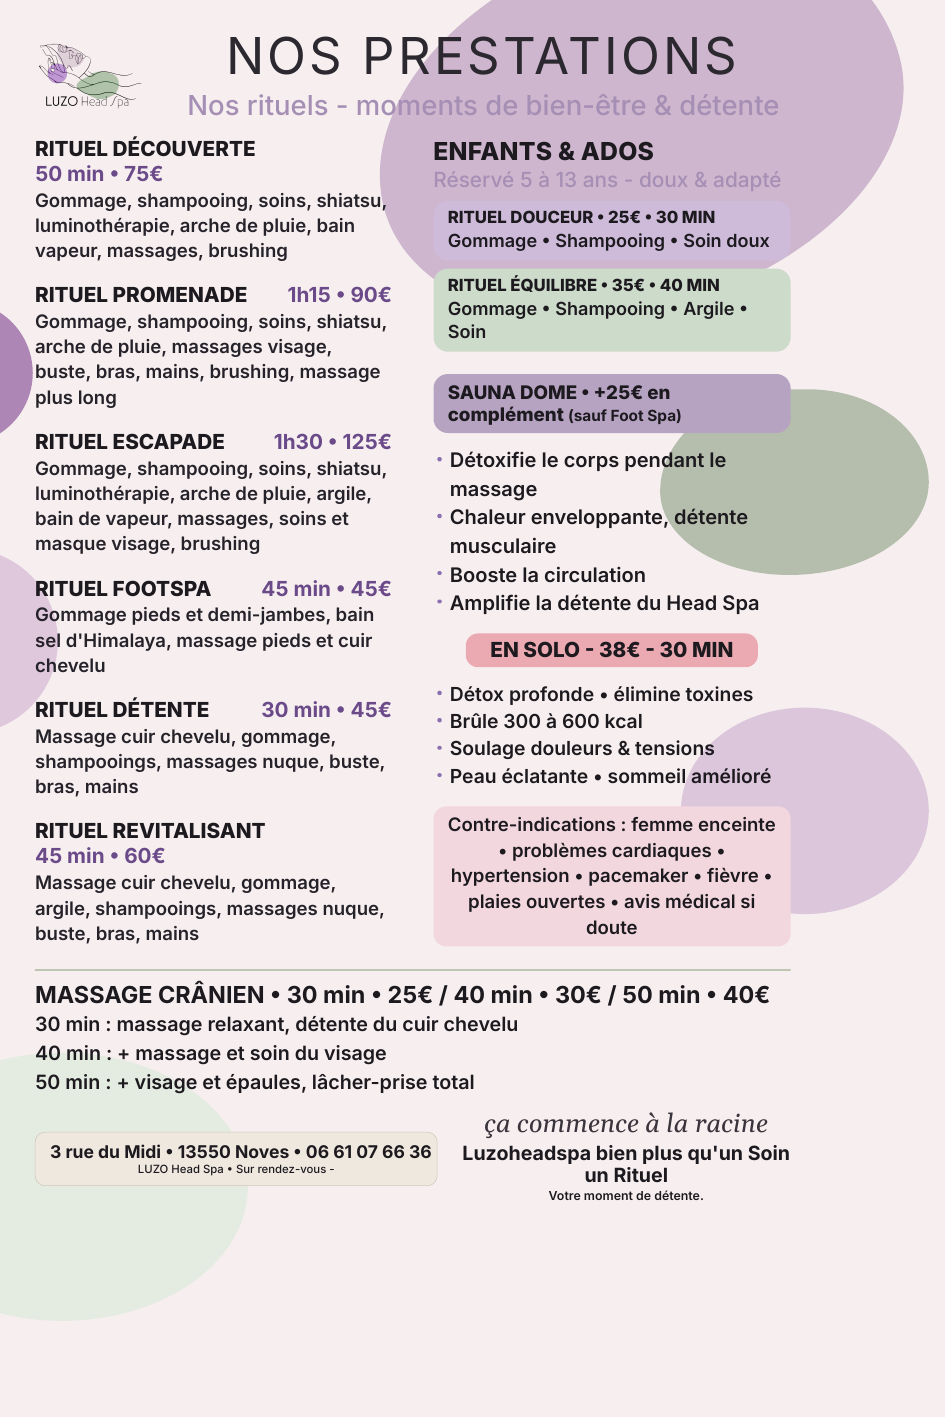 LUZO Head Spa
NOS PRESTATIONS
Nos rituels - moments de bien-être & détente
RITUEL DÉCOUVERTE
50 min • 75€
Gommage, shampooing, soins, shiatsu,
luminothérapie, arche de pluie, bain
vapeur, massages, brushing
RITUEL PROMENADE 1h15 • 90€
Gommage, shampooing, soins, shiatsu,
arche de pluie, massages visage,
buste, bras, mains, brushing, massage
plus long
RITUEL ESCAPADE 1h30 • 125€
Gommage, shampooing, soins, shiatsu,
luminothérapie, arche de pluie, argile,
bain de vapeur, massages, soins et
masque visage, brushing
RITUEL FOOTSPA 45 min • 45€
Gommage pieds et demi-jambes, bain
sel d'Himalaya, massage pieds et cuir
chevelu
RITUEL DÉTENTE 30 min • 45€
Massage cuir chevelu, gommage,
shampooings, massages nuque, buste,
bras, mains
RITUEL REVITALISANT
45 min • 60€
Massage cuir chevelu, gommage,
argile, shampooings, massages nuque,
buste, bras, mains
ENFANTS & ADOS
Réservé 5 à 13 ans - doux & adapté
RITUEL DOUCEUR • 25€ • 30 MIN
Gommage • Shampooing • Soin doux
RITUEL ÉQUILIBRE • 35€ • 40 MIN
Gommage • Shampooing • Argile •
Soin
SAUNA DOME • +25€ en
complément (sauf Foot Spa)
• Détoxifie le corps pendant le
massage
• Chaleur enveloppante, détente
musculaire
• Booste la circulation
• Amplifie la détente du Head Spa
EN SOLO - 38€ - 30 MIN
• Détox profonde • élimine toxines
• Brûle 300 à 600 kcal
• Soulage douleurs & tensions
• Peau éclatante • sommeil amélioré
Contre-indications : femme enceinte
• problèmes cardiaques •
hypertension • pacemaker • fièvre •
plaies ouvertes • avis médical si
doute
MASSAGE CRÂNIEN • 30 min • 25€ / 40 min • 30€ / 50 min • 40€
30 min : massage relaxant, détente du cuir chevelu
40 min : + massage et soin du visage
50 min : + visage et épaules, lâcher-prise total
3 rue du Midi • 13550 Noves • 06 61 07 66 36
LUZO Head Spa • Sur rendez-vous -
ça commence à la racine
Luzoheadspa bien plus qu'un Soin
un Rituel
Votre moment de détente.